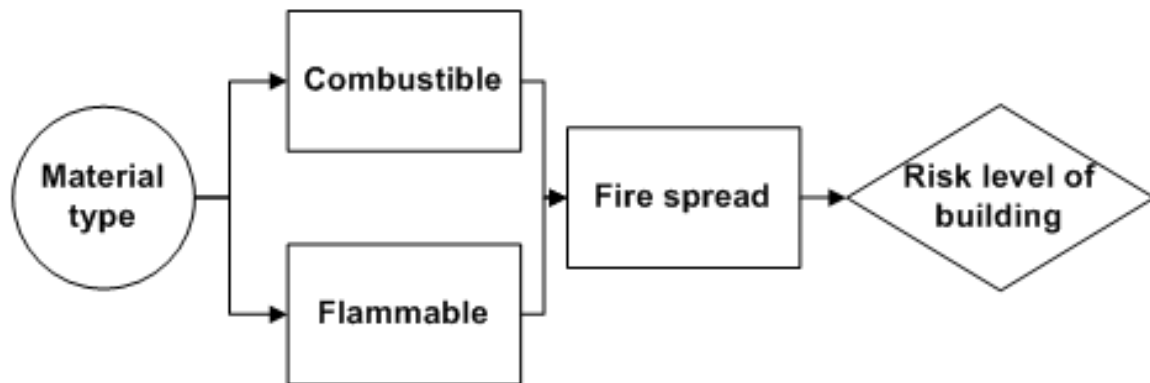 Material
type
Combustible
Flammable
Fire spread
Risk level of
building